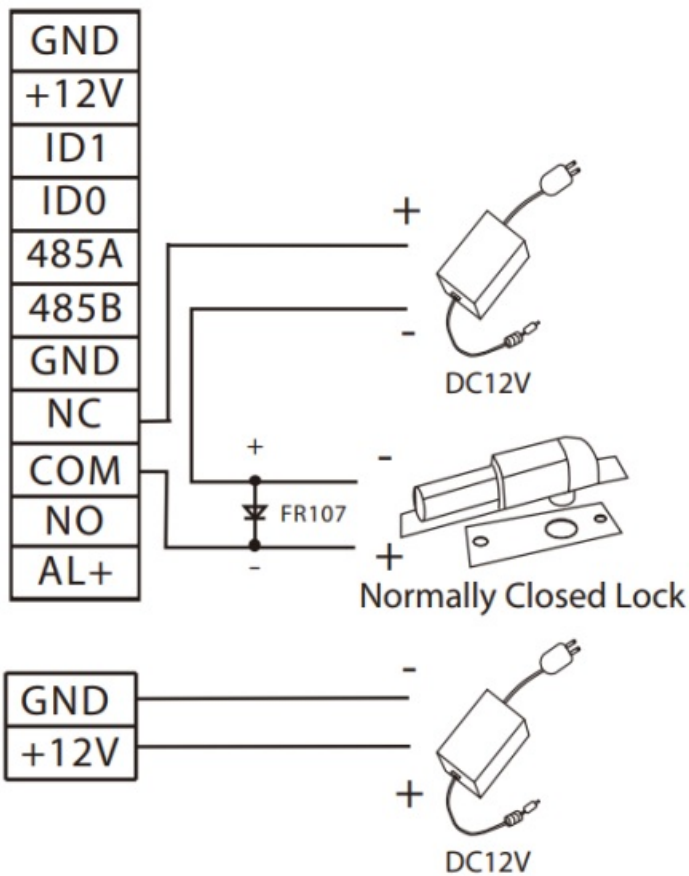 GND
+12V
ID1
ID0
485A
485B
GND
NC
COM
NO
AL+
+
-
DC12V
+
-
FR107
-
+
Normally Closed Lock
GND
+12V
-
+
DC12V